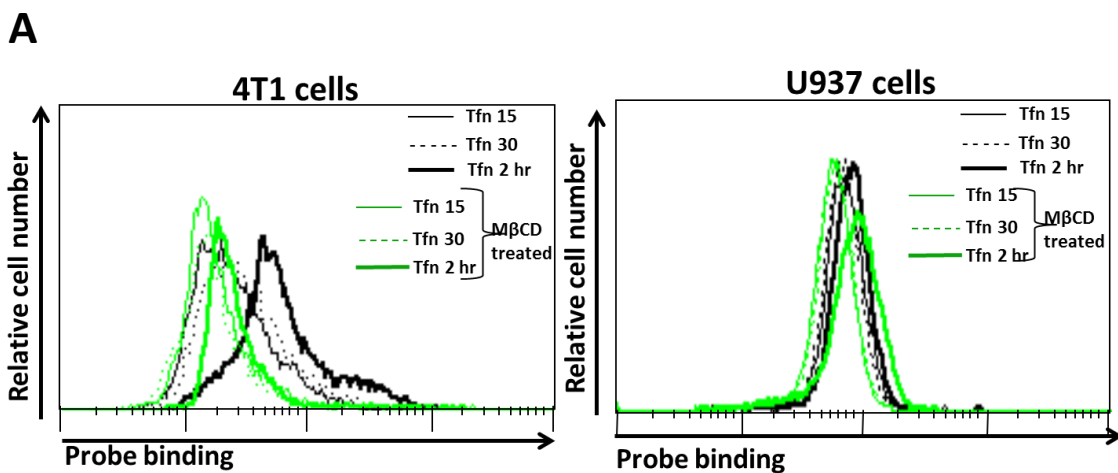 A
4T1 cells
Relative cell number
Tfn 15
Tfn 30
Tfn 2 hr
Tfn 15
Tfn 30
Tfn 2 hr
MβCD
treated
Probe binding
U937 cells
Relative cell number
Tfn 15
Tfn 30
Tfn 2 hr
Tfn 15
Tfn 30
Tfn 2 hr
MβCD
treated
Probe binding